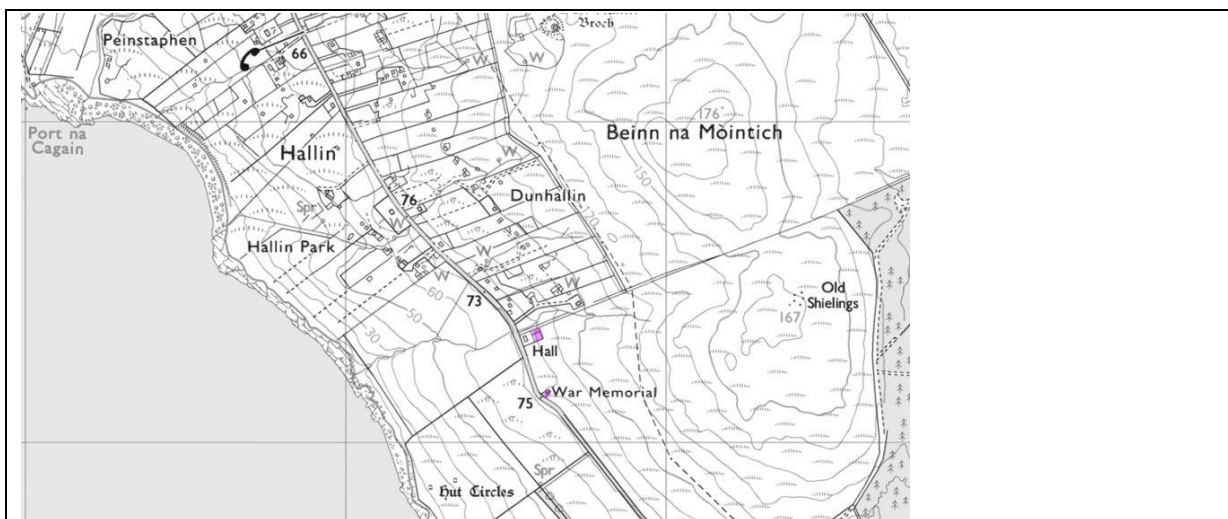 Broch
Peinstaphen
66
W
W
176
Port na
Cagain
Beinn na Mòintich
Hallin
W
150
76
Dunhallin
Spr
120
W
Hallin Park
W
W
W
60
73
50
30
Old
Shielings
167
Hall
75
War Memorial
Spr
Hut Circles